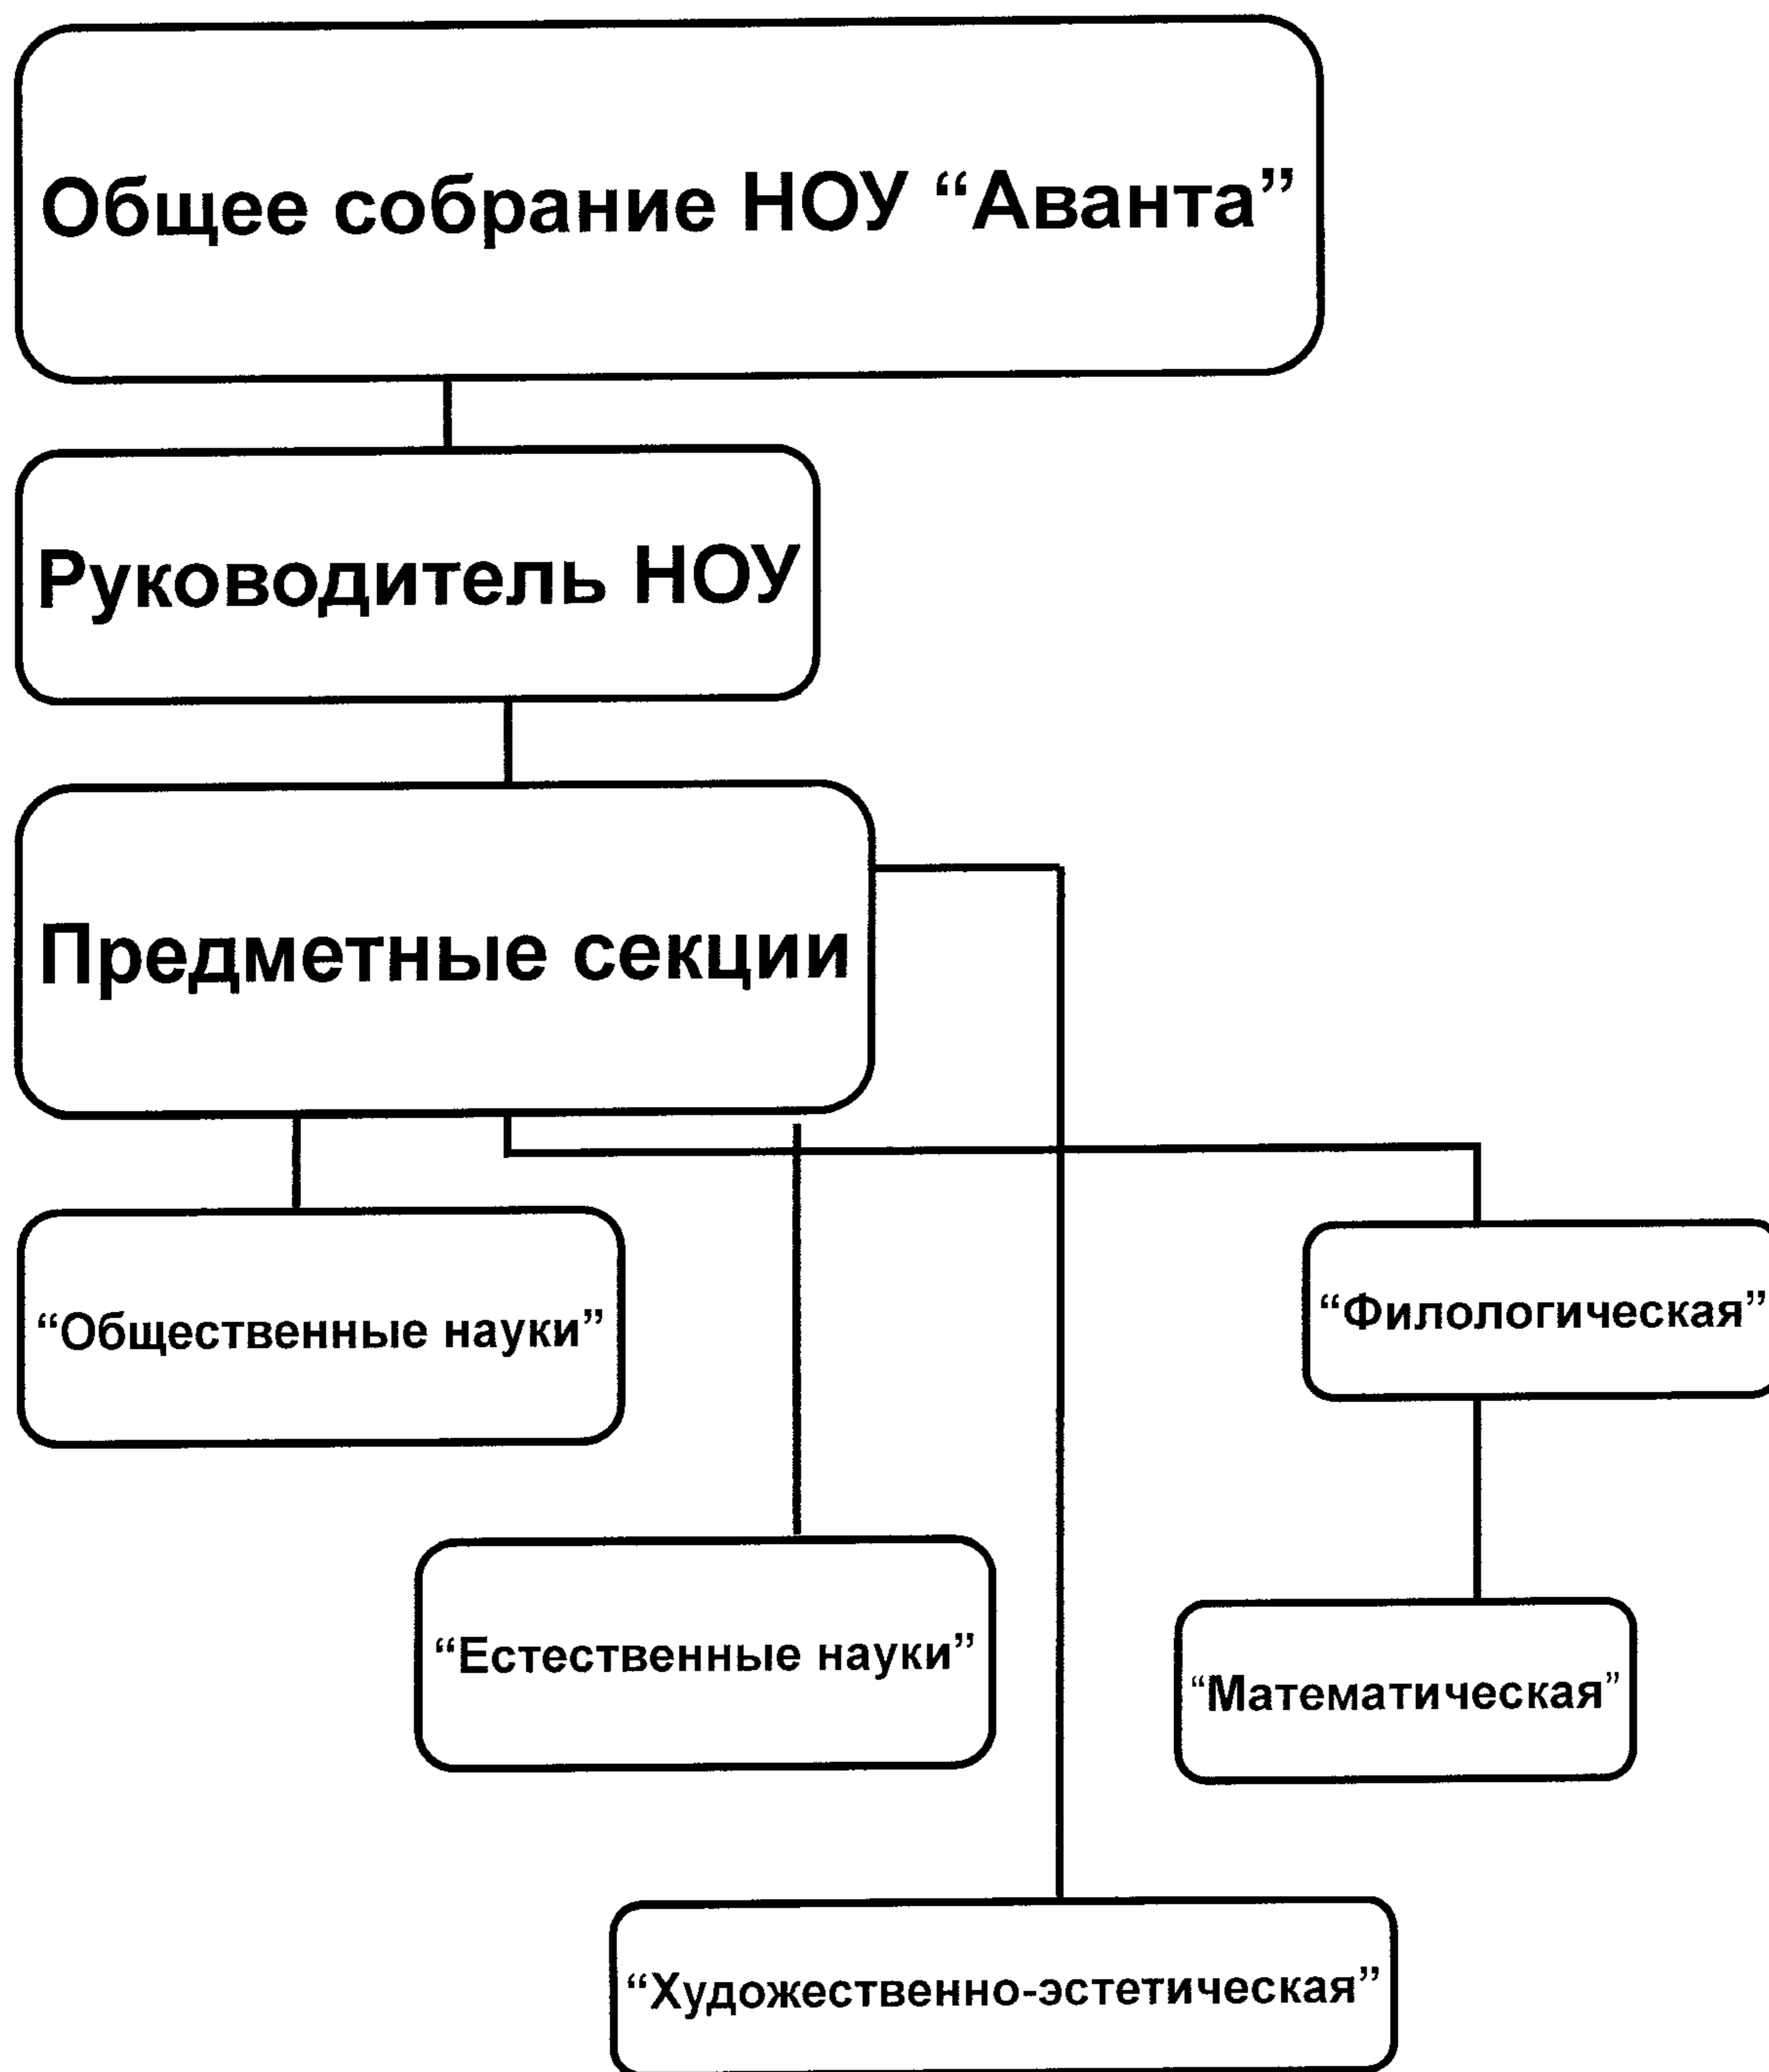 Общее собрание НОУ “Аванта”
Руководитель НОУ
Предметные секции
“Общественные науки”
“Филологическая”
“Естественные науки”
“Математическая”
“Художественно-эстетическая”